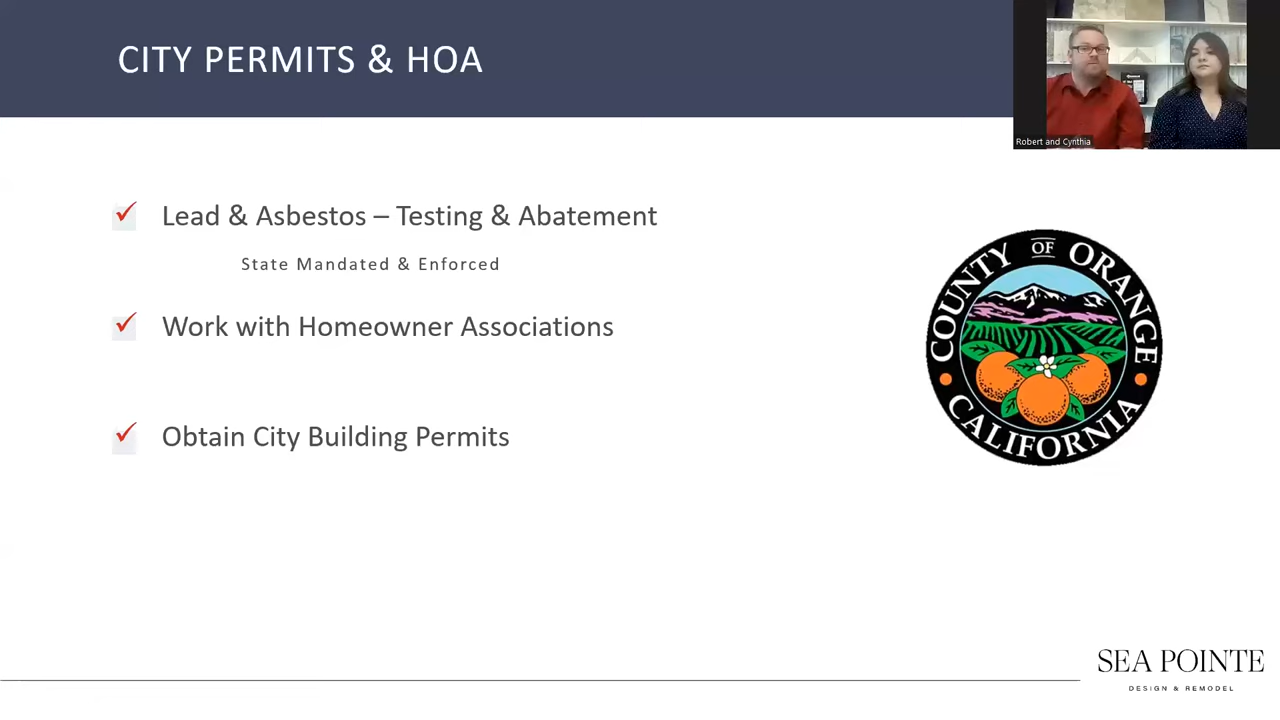 CITY PERMITS & HOA
Robert and Cynthia
✓ Lead & Asbestos – Testing & Abatement
State Mandated & Enforced
✓ Work with Homeowner Associations
✓ Obtain City Building Permits
COUNTY OF ORANGE
CALIFORNIA
SEA POINTE
DESIGN & REMODEL